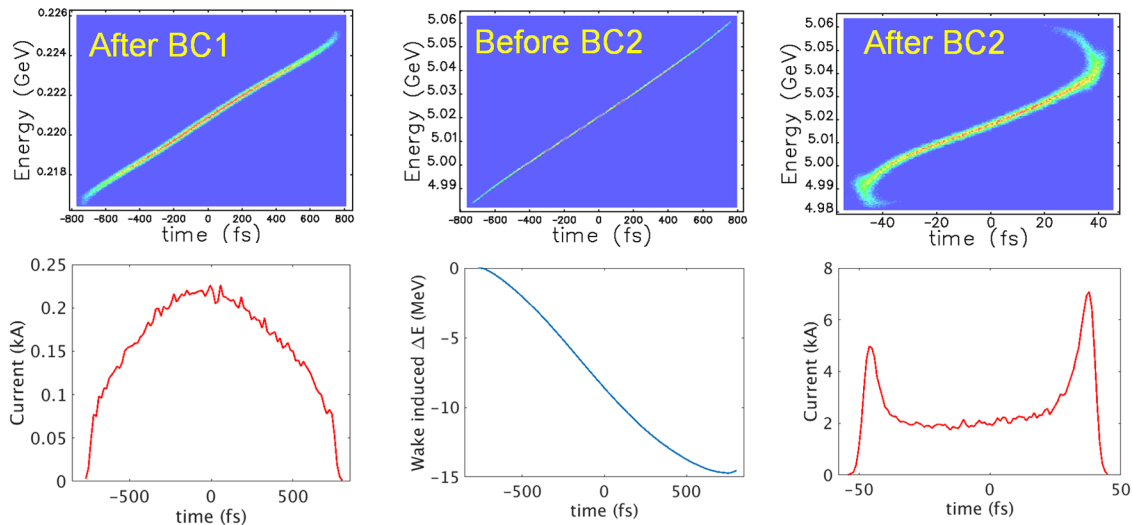 After BC1
Energy (GeV)
0.226
0.224
0.222
0.220
0.218
-800 -600 -400 -200 0 200 400 600 800
time (fs)
Before BC2
Energy (GeV)
5.06
5.05
5.04
5.03
5.02
5.01
5.00
4.99
-800 -600 -400 -200 0 200 400 600 800
time (fs)
After BC2
Energy (GeV)
5.06
5.05
5.04
5.03
5.02
5.01
5.00
4.99
4.98
-40 -20 0 20 40
time (fs)
Current (kA)
0.25
0.2
0.15
0.1
0.05
0
-500 0 500
time (fs)
Wake induced ΔE (MeV)
0
-5
-10
-15
-500 0 500
time (fs)
Current (kA)
8
6
4
2
0
-50 0 50
time (fs)